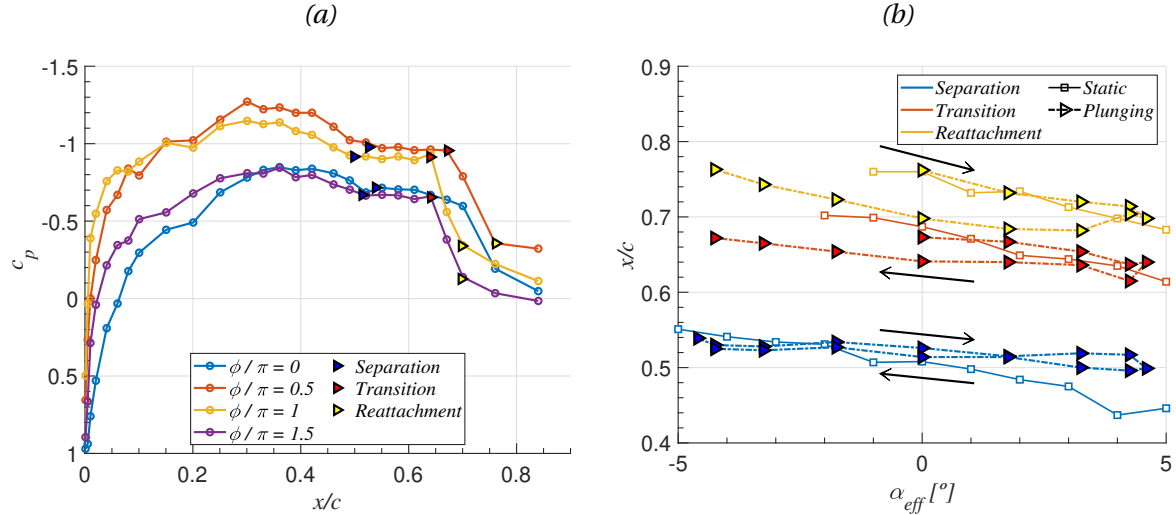 (a)
-1.5
-1
-0.5
0
0.5
1
c_p
0
0.2
0.4
0.6
0.8
x/c
ϕ / π = 0
ϕ / π = 0.5
ϕ / π = 1
ϕ / π = 1.5
Separation
Transition
Reattachment
(b)
0.9
0.8
0.7
0.6
0.5
0.4
x/c
-5
0
5
α_eff [º]
Separation
Transition
Reattachment
Static
Plunging